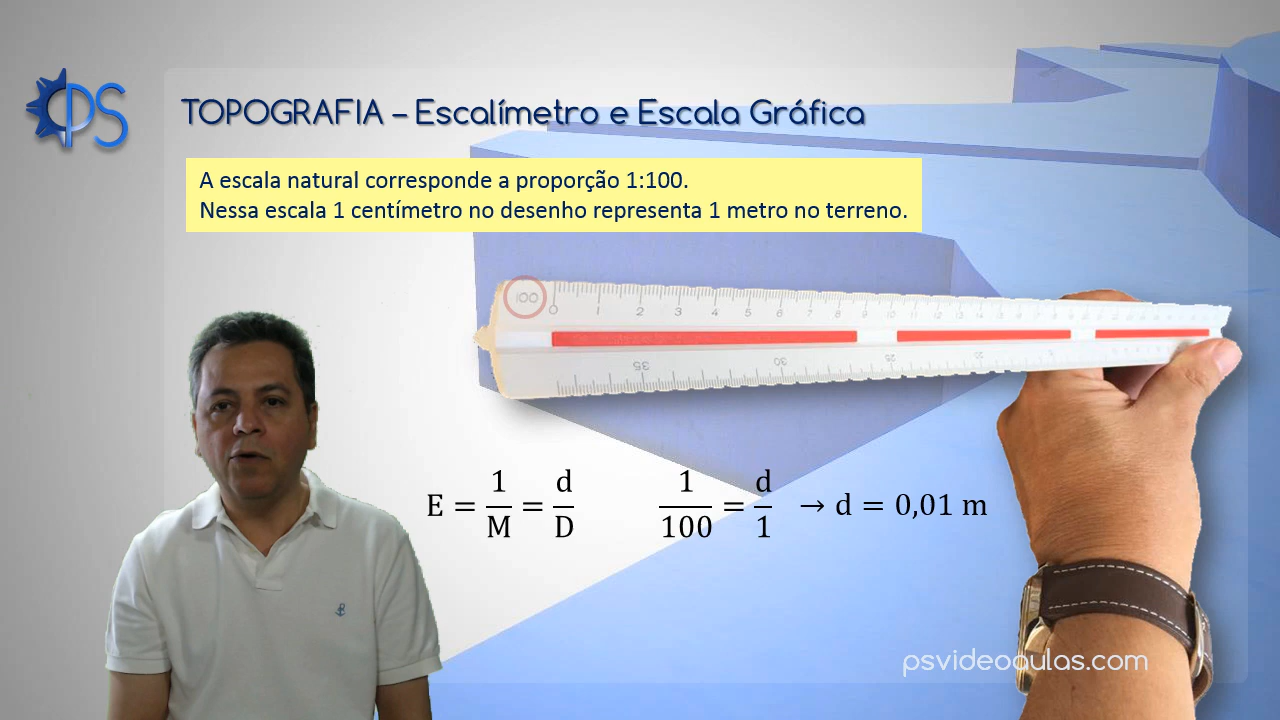 PS
TOPOGRAFIA – Escalímetro e Escala Gráfica
A escala natural corresponde a proporção 1:100.
Nessa escala 1 centímetro no desenho representa 1 metro no terreno.
100 0 1 2 3 4 5 6 7 8 9
35 30 25
E = 1/M = d/D 1/100 = d/1 → d = 0,01 m
psvideoaulas.com